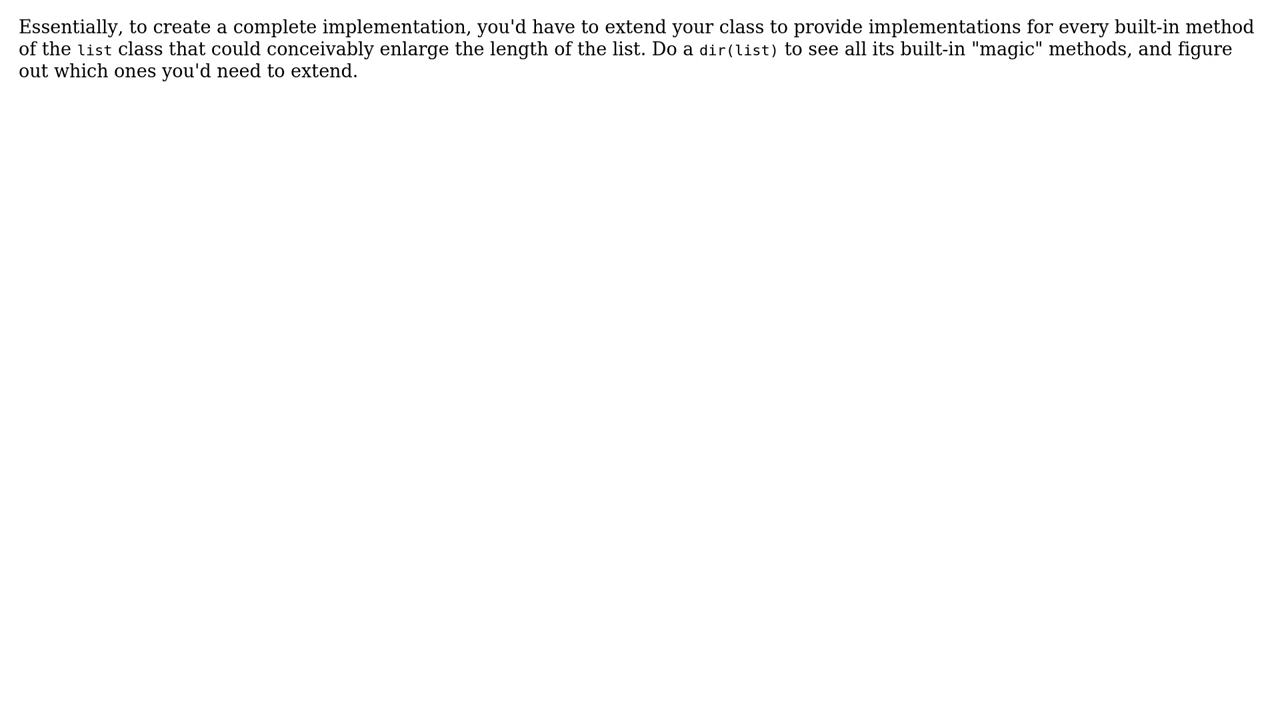 Essentially, to create a complete implementation, you'd have to extend your class to provide implementations for every built-in method
of the list class that could conceivably enlarge the length of the list. Do a dir(list) to see all its built-in "magic" methods, and figure
out which ones you'd need to extend.